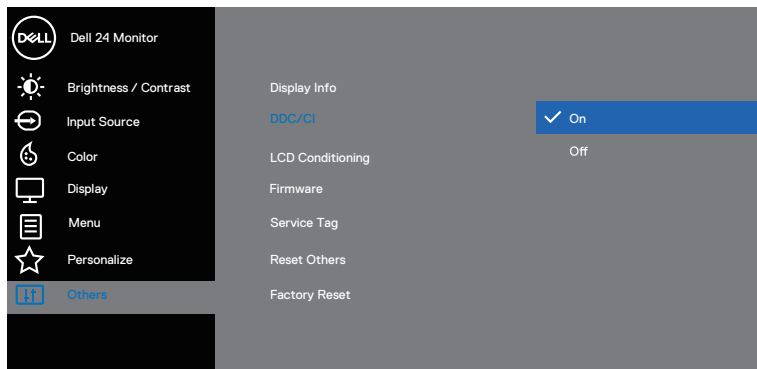 DELL
Dell 24 Monitor
Brightness / Contrast
Input Source
Color
Display
Menu
Personalize
Others
Display Info
DDC/CI
LCD Conditioning
Firmware
Service Tag
Reset Others
Factory Reset
On
Off